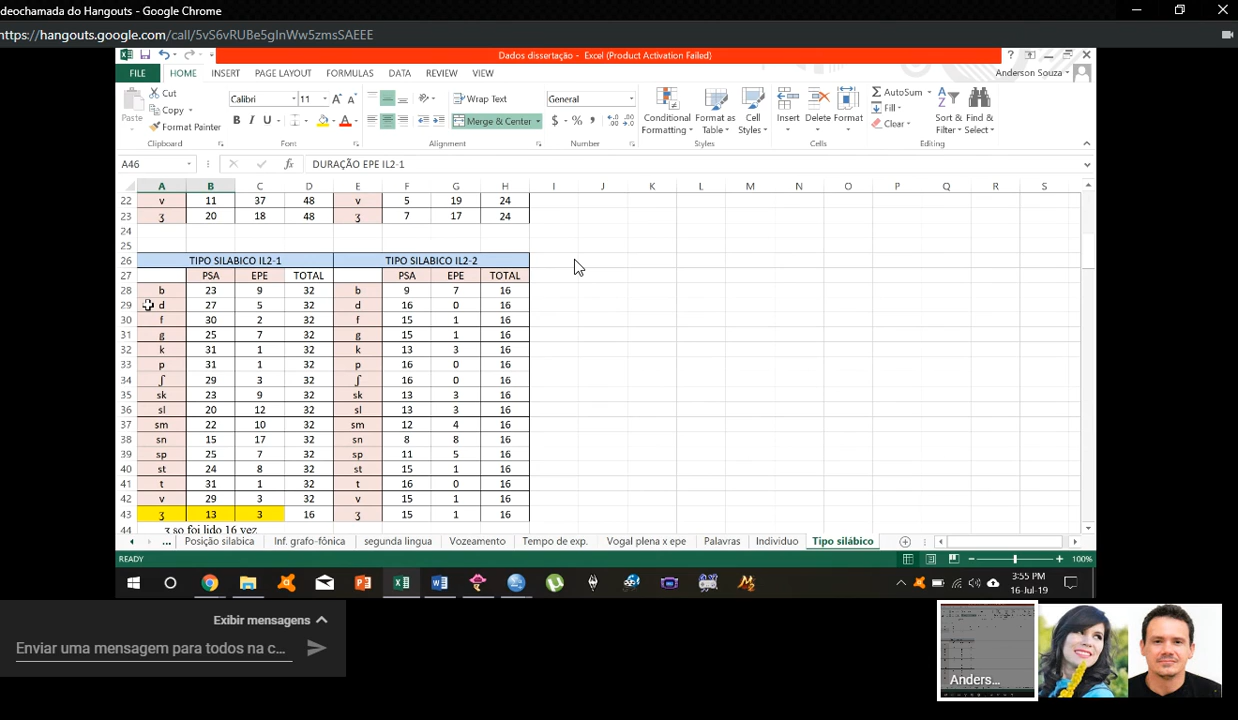 deochamada do Hangouts - Google Chrome
https://hangouts.google.com/call/5vS6vRUBe5gInWw5zmsSAEEE
Dados dissertação - Excel (Product Activation Failed)
FILE HOME INSERT PAGE LAYOUT FORMULAS DATA REVIEW VIEW Anderson Souza
Cut Calibri 11 Wrap Text General AutoSum
Copy Fill
Paste Format Painter B I U Merge & Center $ % Conditional Formatting Format as Table Cell Styles Insert Delete Format Clear Sort & Filter Find & Select
Clipboard Font Alignment Number Styles Cells Editing
A46 fx DURAÇÃO EPE IL2-1
A B C D E F G H I J K L M N O P Q R S
22 v 11 37 48 v 5 19 24
23 ʒ 20 18 48 ʒ 7 17 24
24
25
26 TIPO SILABICO IL2-1 TIPO SILABICO IL2-2
27 PSA EPE TOTAL PSA EPE TOTAL
28 b 23 9 32 b 9 7 16
29 d 27 5 32 d 16 0 16
30 f 30 2 32 f 15 1 16
31 g 25 7 32 g 15 1 16
32 k 31 1 32 k 13 3 16
33 p 31 1 32 p 16 0 16
34 ʃ 29 3 32 ʃ 16 0 16
35 sk 23 9 32 sk 13 3 16
36 sl 20 12 32 sl 13 3 16
37 sm 22 10 32 sm 12 4 16
38 sn 15 17 32 sn 8 8 16
39 sp 25 7 32 sp 11 5 16
40 st 24 8 32 st 15 1 16
41 t 31 1 32 t 16 0 16
42 v 29 3 32 v 15 1 16
43 ʒ 13 3 16 ʒ 15 1 16
44 ʒ so foi lido 16 vez
... Posição silabica Inf. grafo-fônica segunda lingua Vozeamento Tempo de exp. Vogal plena x epe Palavras Individuo Tipo silábico
READY 100%
3:55 PM
16-Jul-19
Exibir mensagens
Enviar uma mensagem para todos na c...
Anders...